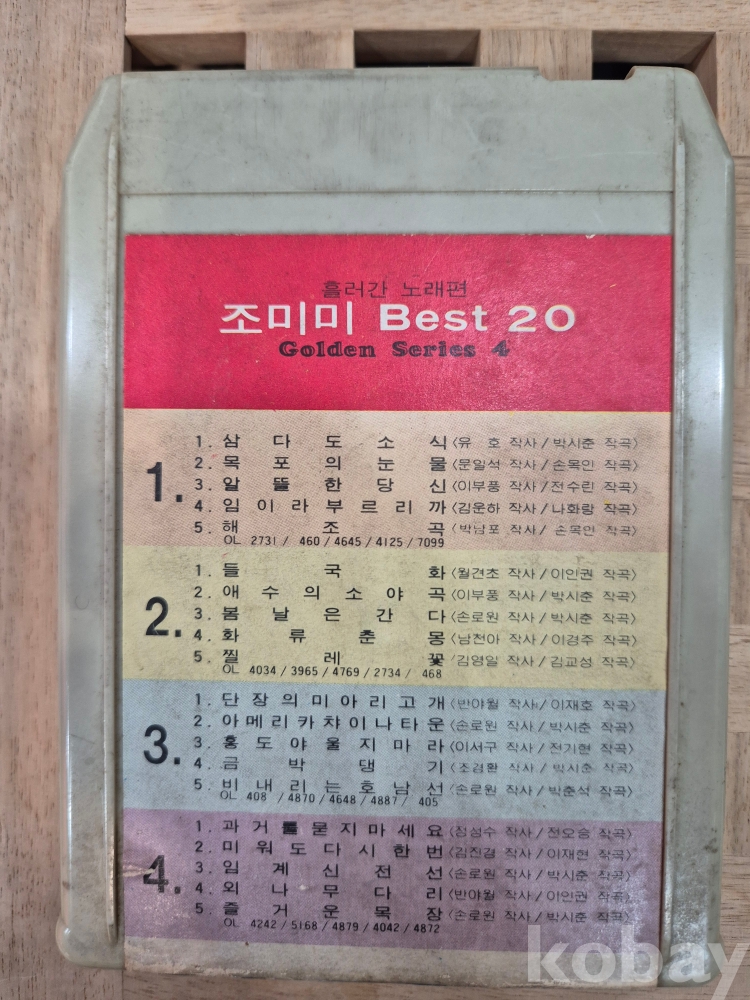 흘러간 노래편
조미미 Best 20
Golden Series 4
1.
1. 삼다도소식 〈유 호 작사/박시춘 작곡〉
2. 목포의눈물 〈문일석 작사/손목인 작곡〉
3. 알뜰한당신 〈이부풍 작사/전수린 작곡〉
4. 임이라부르리까 〈김운하 작사/나화랑 작곡〉
5. 해조곡 〈박남포 작사/손목인 작곡〉
OL 2731/ 460/4645/4125/7099
2.
1. 들국화 〈월견초 작사/이인권 작곡〉
2. 애수의소야곡 〈이부풍 작사/박시춘 작곡〉
3. 봄날은간다 〈손로원 작사/박시춘 작곡〉
4. 화류춘몽 〈남천아 작사/이경주 작곡〉
5. 찔레꽃 〈김영일 작사/김교성 작곡〉
OL 4034/3965/4769/2734/ 468
3.
1. 단장의미아리고개 〈반야월 작사/이재호 작곡〉
2. 아메리카챠이나타운 〈손로원 작사/박시춘 작곡〉
3. 홍도야울지마라 〈이서구 작사/전기현 작곡〉
4. 금박댕기 〈조경환 작사/박시춘 작곡〉
5. 비내리는호남선 〈손로원 작사/박춘석 작곡〉
OL 408 /4870/4648/4887/ 405
4.
1. 과거를묻지마세요 〈정성수 작사/전오승 작곡〉
2. 미워도다시한번 〈김진경 작사/이재현 작곡〉
3. 임계신전선 〈손로원 작사/박시춘 작곡〉
4. 외나무다리 〈반야월 작사/이인권 작곡〉
5. 즐거운목장 〈손로원 작사/박시춘 작곡〉
OL 4242/5168/4879/4042/4872
kobay